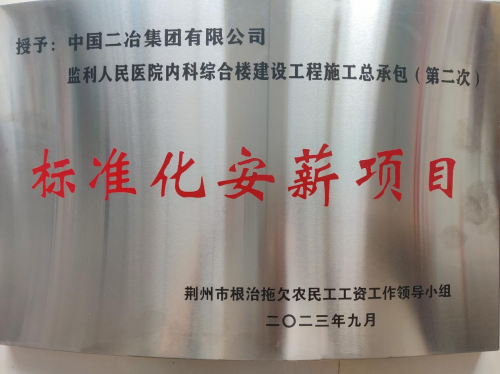 授予：中国二冶集团有限公司
监利人民医院内科综合楼建设工程施工总承包（第二次）
标准化安薪项目
荆州市根治拖欠农民工工资工作领导小组
二〇二三年九月